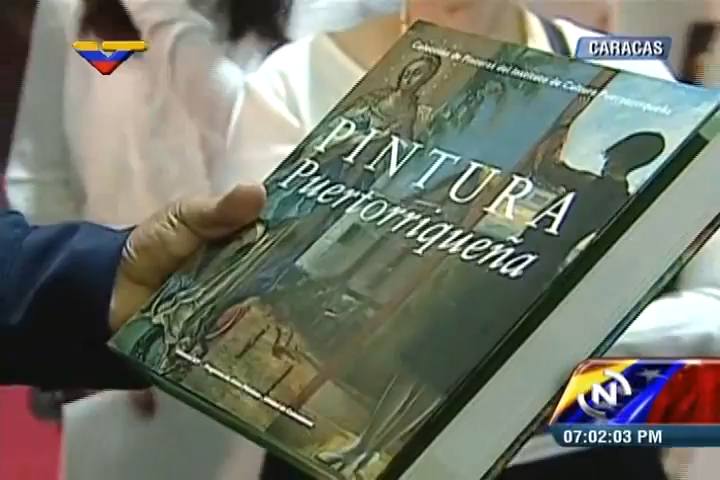 CARACAS
Colección de Pinturas del Instituto de Cultura Puertorriqueña
PINTURA
Puertorriqueña
N
07:02:03 PM